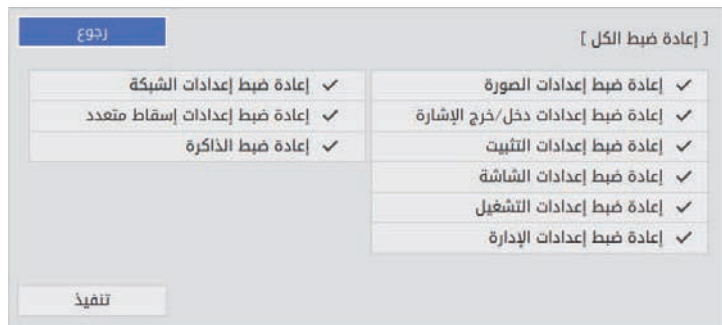 [ إعادة ضبط الكل ]
رجوع
✓ إعادة ضبط إعدادات الصورة
✓ إعادة ضبط إعدادات دخل/خرج الإشارة
✓ إعادة ضبط إعدادات التثبيت
✓ إعادة ضبط إعدادات الشاشة
✓ إعادة ضبط إعدادات التشغيل
✓ إعادة ضبط إعدادات الإدارة
✓ إعادة ضبط إعدادات الشبكة
✓ إعادة ضبط إعدادات إسقاط متعدد
✓ إعادة ضبط الذاكرة
تنفيذ